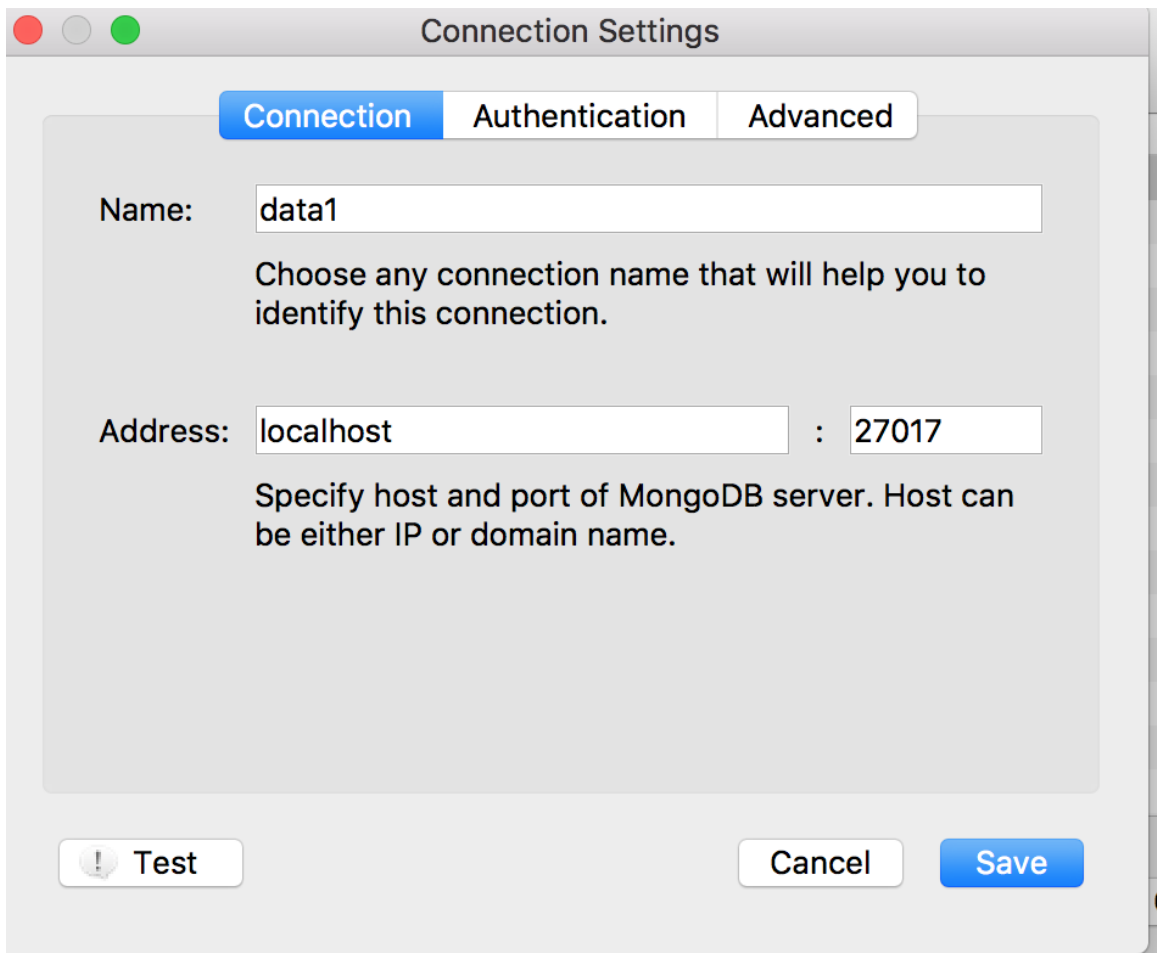 Connection Settings
Connection Authentication Advanced
Name: data1
Choose any connection name that will help you to
identify this connection.
Address: localhost : 27017
Specify host and port of MongoDB server. Host can
be either IP or domain name.
! Test Cancel Save